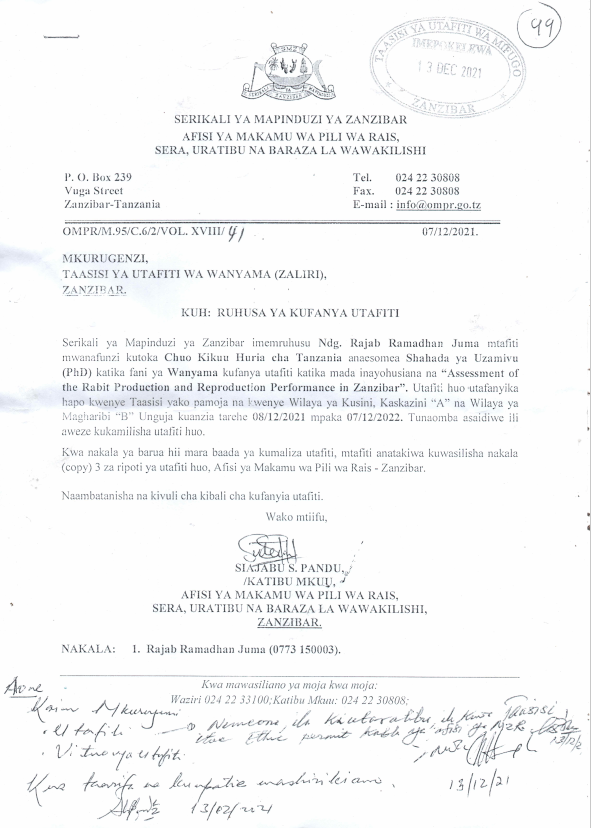 99
TAASISI YA UTAFITI WA MIFUGO
IMEPOKELEWA
13 DEC 2021
ZANZIBAR
SERIKALI YA MAPINDUZI YA ZANZIBAR
AFISI YA MAKAMU WA PILI WA RAIS,
SERA, URATIBU NA BARAZA LA WAWAKILISHI
P. O. Box 239 Tel. 024 22 30808
Vuga Street Fax. 024 22 30808
Zanzibar-Tanzania E-mail : info@ompr.go.tz
OMPR/M.95/C.6/2/VOL. XVIII/41 07/12/2021.
MKURUGENZI,
TAASISI YA UTAFITI WA WANYAMA (ZALIRI),
ZANZIBAR.
KUH: RUHUSA YA KUFANYA UTAFITI
Serikali ya Mapinduzi ya Zanzibar imemruhusu Ndg. Rajab Ramadhan Juma mtafiti
mwanafunzi kutoka Chuo Kikuu Huria cha Tanzania anaesomea Shahada ya Uzamivu
(PhD) katika fani ya Wanyama kufanya utafiti katika mada inayohusiana na “Assessment of
the Rabit Production and Reproduction Performance in Zanzibar”. Utafiti huo utafanyika
hapo kwenye Taasisi yako pamoja na kwenye Wilaya ya Kusini, Kaskazini “A” na Wilaya ya
Magharibi “B” Unguja kuanzia tarehe 08/12/2021 mpaka 07/12/2022. Tunaomba asaidiwe ili
aweze kukamilisha utafiti huo.
Kwa nakala ya barua hii mara baada ya kumaliza utafiti, mtafiti anatakiwa kuwasilisha nakala
(copy) 3 za ripoti ya utafiti huo, Afisi ya Makamu wa Pili wa Rais - Zanzibar.
Naambatanisha na kivuli cha kibali cha kufanyia utafiti.
Wako mtiifu,
SIAJABU S. PANDU,
/KATIBU MKUU,
AFISI YA MAKAMU WA PILI WA RAIS,
SERA, URATIBU NA BARAZA LA WAWAKILISHI,
ZANZIBAR.
NAKALA: 1. Rajab Ramadhan Juma (0773 150003).
Kwa mawasiliano ya moja kwa moja:
Waziri 024 22 33100;Katibu Mkuu: 024 22 30808;
Mkurugenzi
Utafiti
Kwa taarifa na kumpatia mashirikiano.
13/12/21